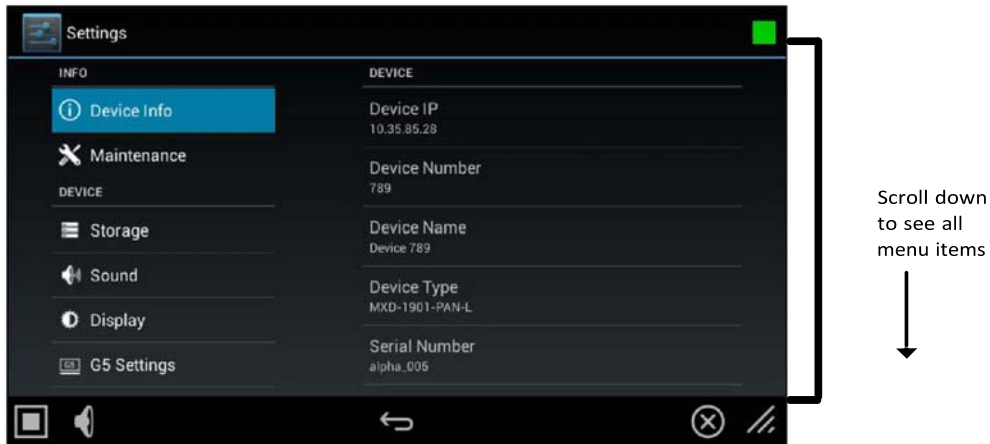 Settings
INFO
Device Info
Maintenance
DEVICE
Storage
Sound
Display
G5
G5 Settings
DEVICE
Device IP
10.35.85.28
Device Number
789
Device Name
Device 789
Device Type
MXD-1901-PAN-L
Serial Number
alpha_005
Scroll down
to see all
menu items